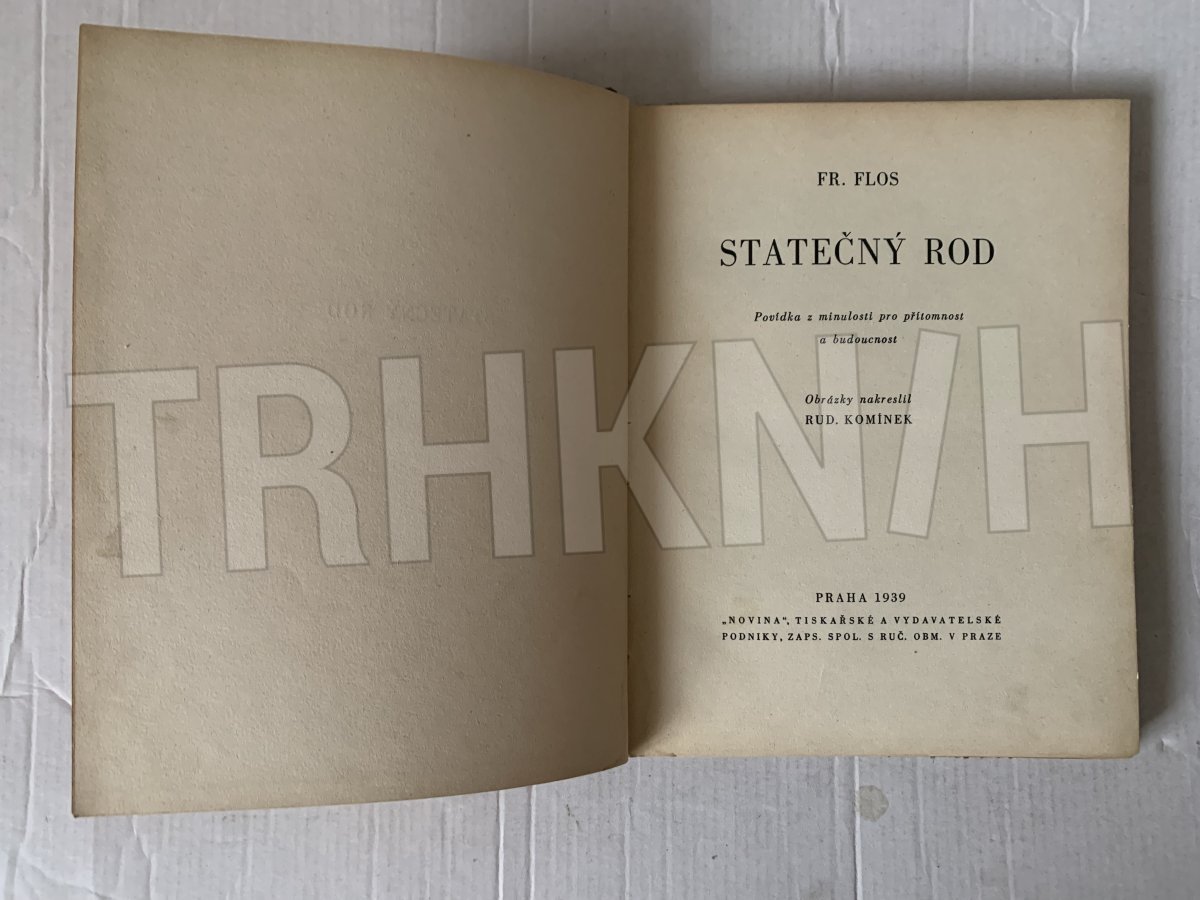 FR. FLOS
STATEČNÝ ROD
Povídka z minulosti pro přítomnost
a budoucnost
Obrázky nakreslil
RUD. KOMÍNEK
PRAHA 1939
„NOVINA“, TISKAŘSKÉ A VYDAVATELSKÉ
PODNIKY, ZAPS. SPOL. S RUČ. OBM. V PRAZE
TRHKNIH